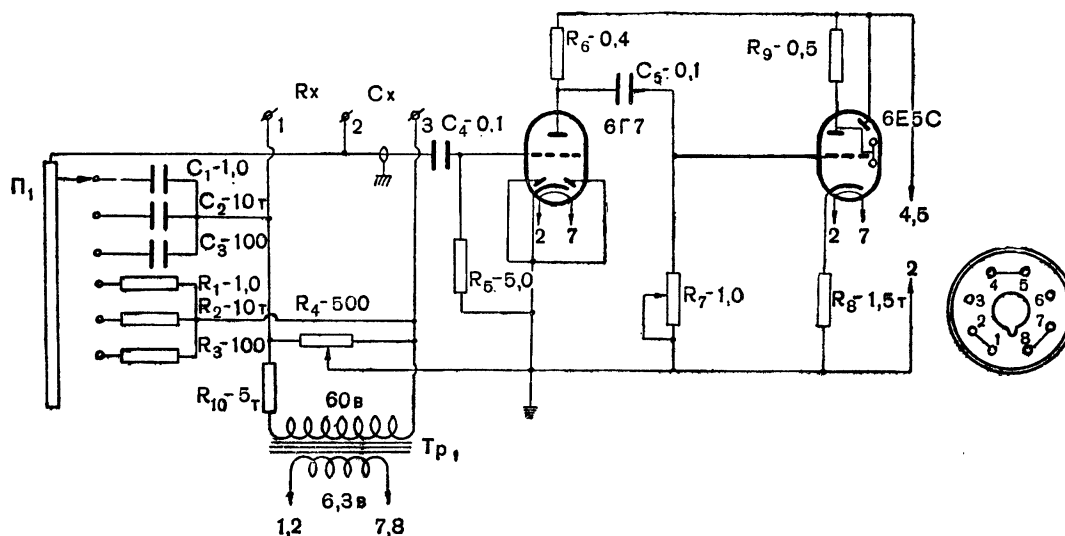 R₆-0,4
R₉-0,5
C₅-0,1
Rx
Cx
1
2
3
C₄-0,1
6Г7
6Е5С
П₁
C₁-1,0
C₂-10т
C₃-100
2
7
2
7
4,5
R₁-1,0
R₂-10т
R₃-100
R₄-500
R₅-5,0
R₇-1,0
R₈-1,5т
2
4
5
3
6
2
7
1
8
R₁₀-5т
60в
Тр₁
6,3в
1,2
7,8